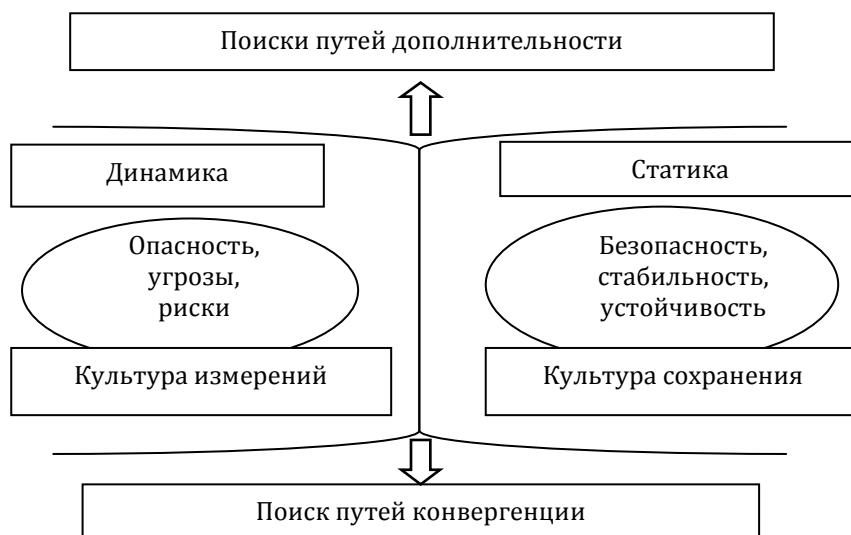 Поиски путей дополнительности
Динамика
Статика
Опасность,
угрозы,
риски
Безопасность,
стабильность,
устойчивость
Культура измерений
Культура сохранения
Поиск путей конвергенции